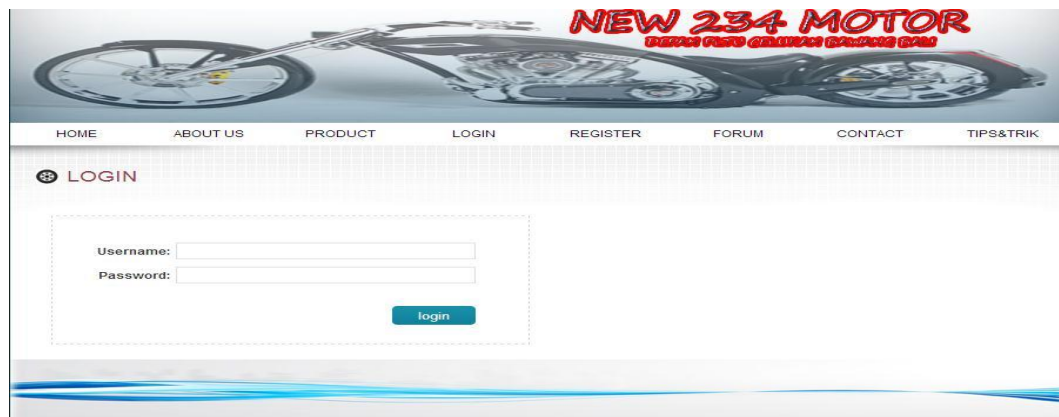 NEW 234 MOTOR
HOME ABOUT US PRODUCT LOGIN REGISTER FORUM CONTACT TIPS&TRIK
LOGIN
Username:
Password:
login